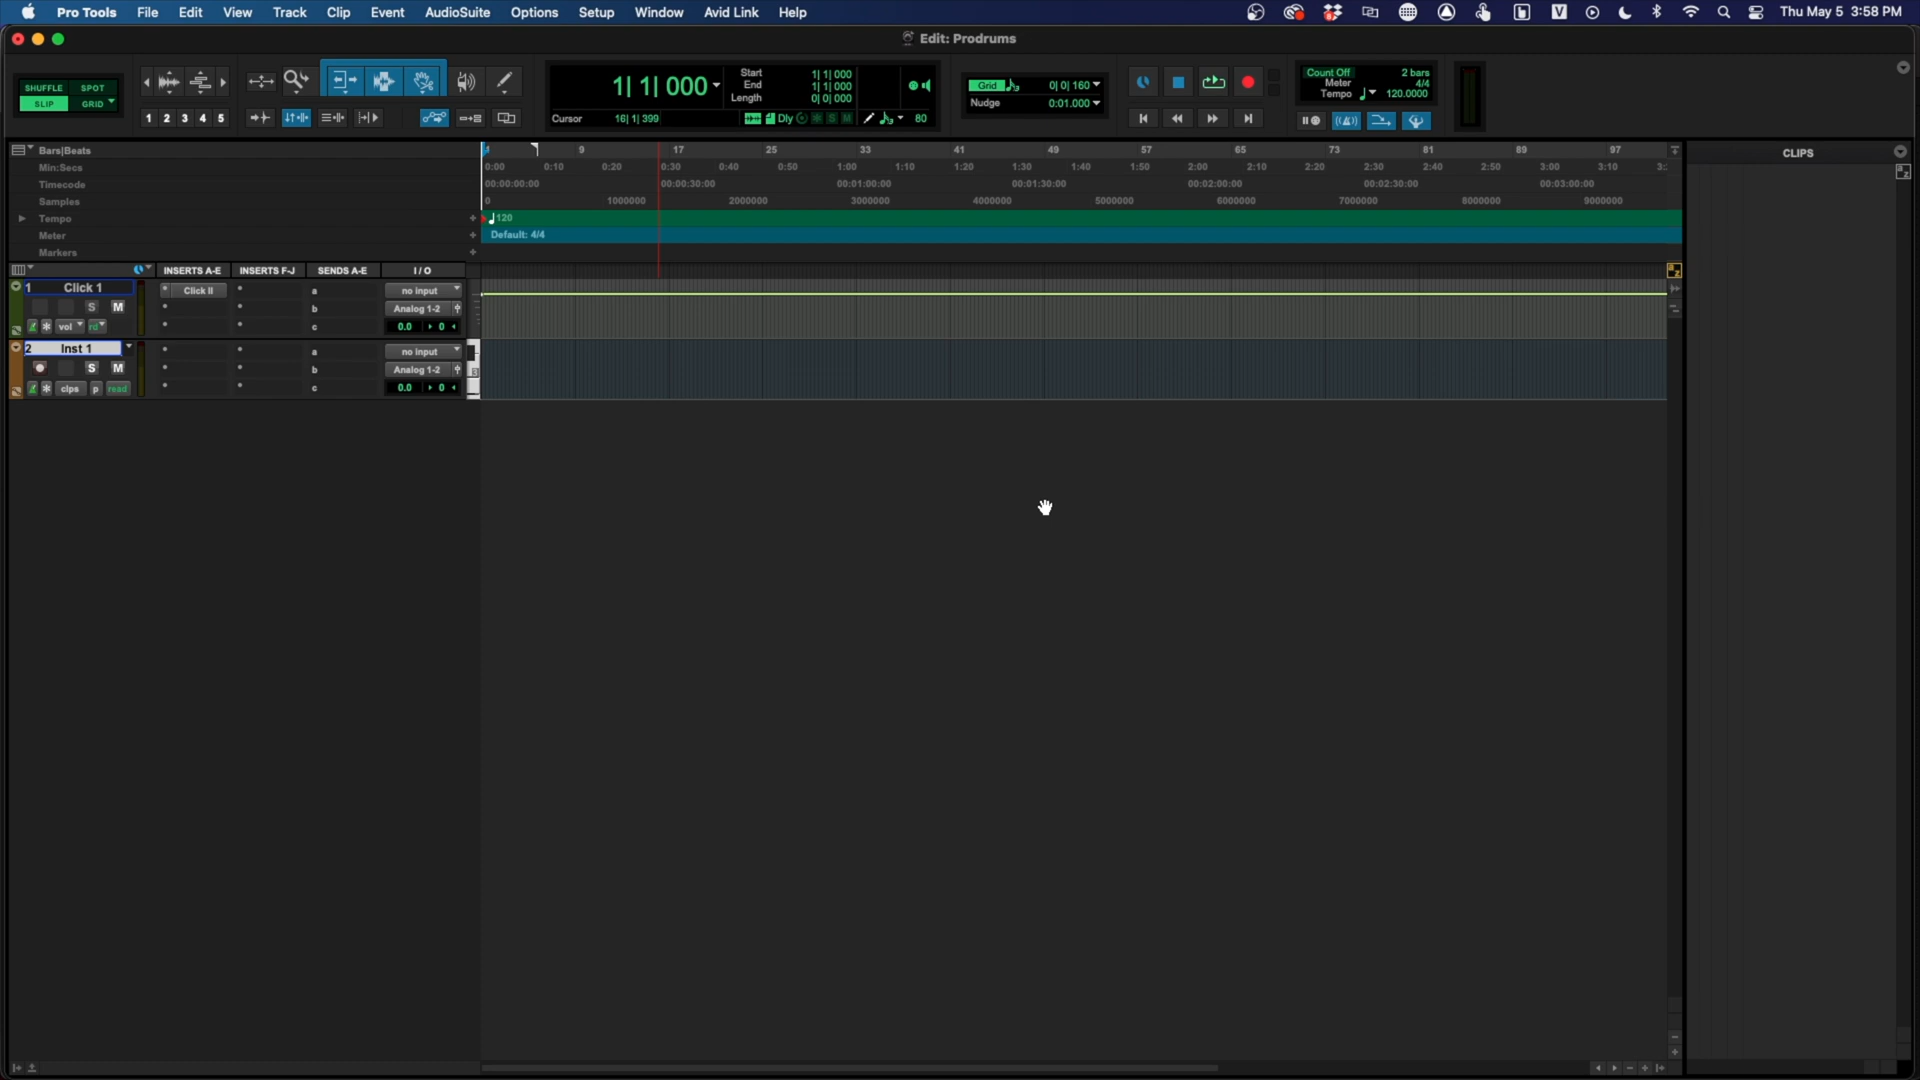 Pro Tools File Edit View Track Clip Event AudioSuite Options Setup Window Avid Link Help Thu May 5 3:58 PM
Edit: Prodrums
SHUFFLE SPOT
SLIP GRID
1 2 3 4 5
1| 1| 000
Start 1| 1| 000
End 1| 1| 000
Length 0| 0| 000
Cursor 16| 1| 399
Dly S M 80
Grid 0| 0| 160
Nudge 0:01.000
Count Off 2 bars
Meter 4/4
Tempo 120.0000
Bars|Beats 9 17 25 33 41 49 57 65 73 81 89 97
Min:Secs 0:00 0:10 0:20 0:30 0:40 0:50 1:00 1:10 1:20 1:30 1:40 1:50 2:00 2:10 2:20 2:30 2:40 2:50 3:00 3:10 3:
Timecode 00:00:00:00 00:00:30:00 00:01:00:00 00:01:30:00 00:02:00:00 00:02:30:00 00:03:00:00
Samples 0 1000000 2000000 3000000 4000000 5000000 6000000 7000000 8000000 9000000
Tempo 120
Meter Default: 4/4
Markers
INSERTS A-E INSERTS F-J SENDS A-E I / O
1 Click 1 Click II a no input
S M b Analog 1-2
vol rd c 0.0 0
2 Inst 1 a no input
S M b Analog 1-2
clips p read c 0.0 0
CLIPS